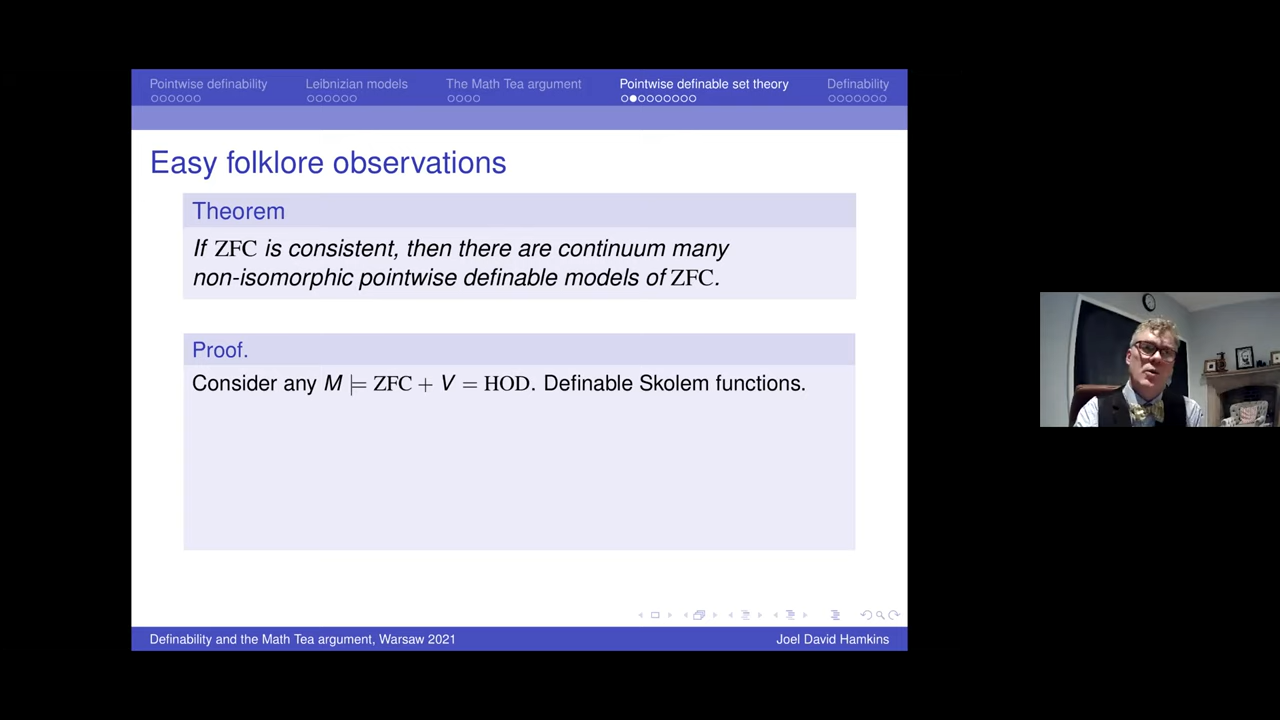 Pointwise definability Leibnizian models The Math Tea argument Pointwise definable set theory Definability
Easy folklore observations
Theorem
If ZFC is consistent, then there are continuum many
non-isomorphic pointwise definable models of ZFC.
Proof.
Consider any M ⊨ ZFC + V = HOD. Definable Skolem functions.
Definability and the Math Tea argument, Warsaw 2021 Joel David Hamkins